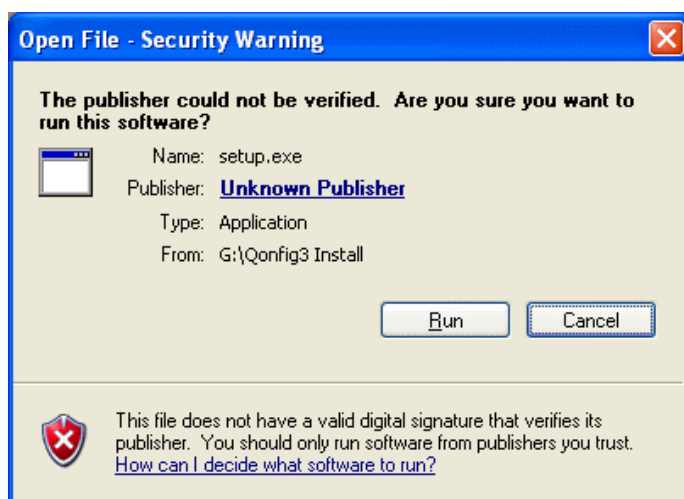 Open File - Security Warning
The publisher could not be verified.  Are you sure you want to
run this software?
Name: setup.exe
Publisher: Unknown Publisher
Type: Application
From: G:\Qonfig3 Install
Run Cancel
This file does not have a valid digital signature that verifies its
publisher.  You should only run software from publishers you trust.
How can I decide what software to run?